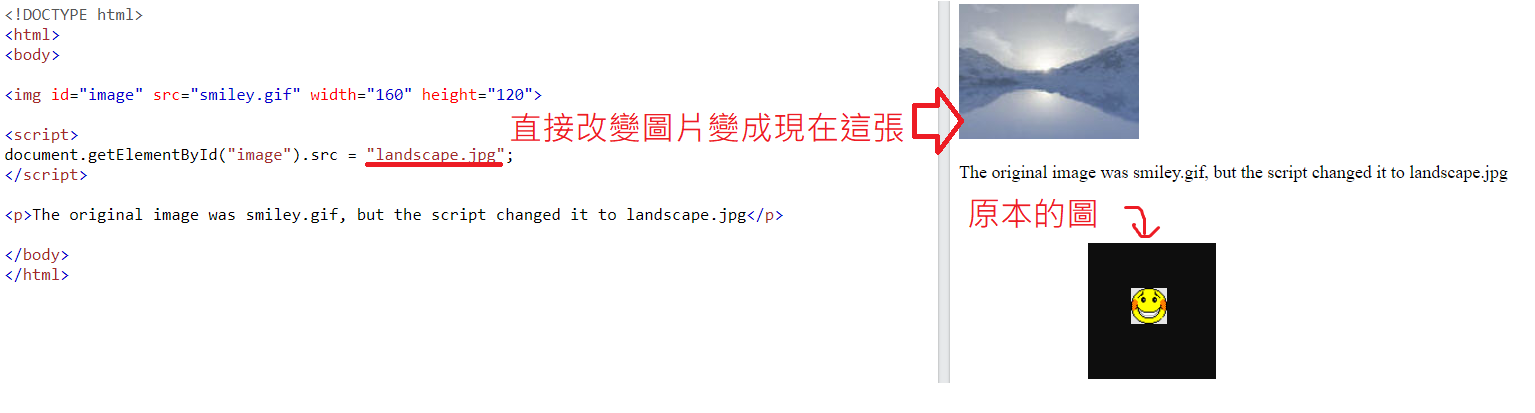 <!DOCTYPE html>
<html>
<body>
<img id="image" src="smiley.gif" width="160" height="120">
<script>
document.getElementById("image").src = "landscape.jpg";
</script>
<p>The original image was smiley.gif, but the script changed it to landscape.jpg</p>
</body>
</html>
直接改變圖片變成現在這張
The original image was smiley.gif, but the script changed it to landscape.jpg
原本的圖